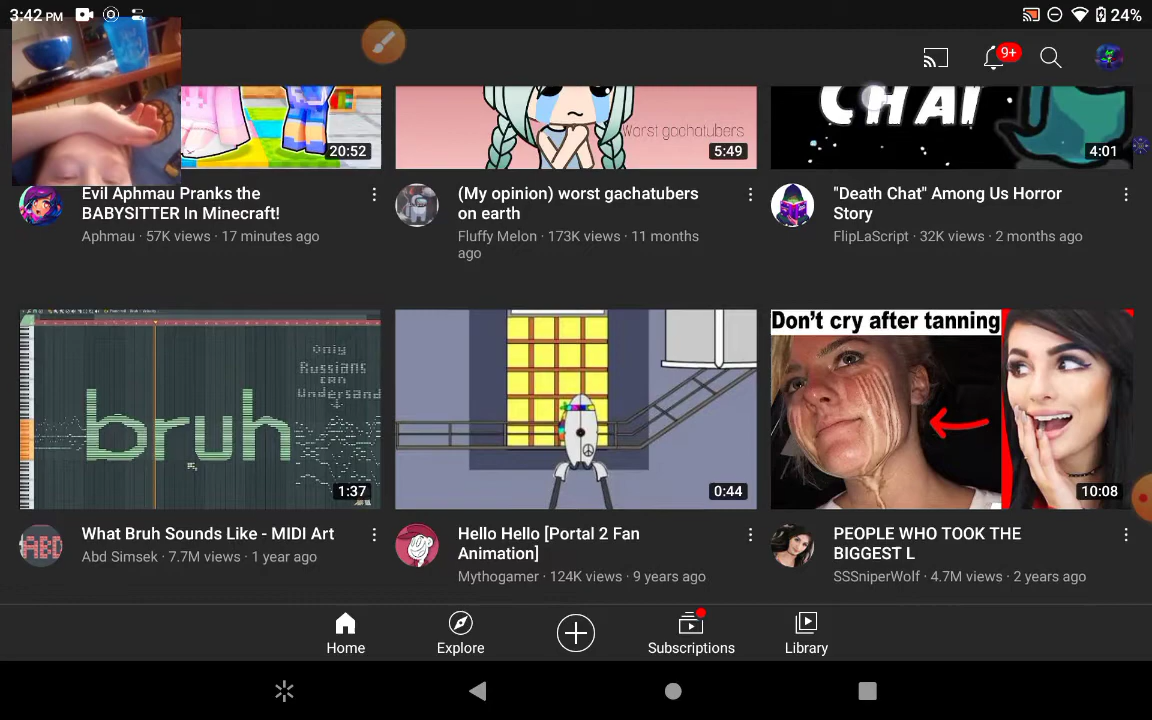 3:42 PM
24%
9+
CHAT
20:52
Worst gachatubers
5:49
4:01
Evil Aphmau Pranks the
BABYSITTER In Minecraft!
Aphmau · 57K views · 17 minutes ago
(My opinion) worst gachatubers
on earth
Fluffy Melon · 173K views · 11 months
ago
"Death Chat" Among Us Horror
Story
FlipLaScript · 32K views · 2 months ago
only
RUSSIANS
can
Understand
bruh
1:37
0:44
Don't cry after tanning
10:08
ABD
What Bruh Sounds Like - MIDI Art
Abd Simsek · 7.7M views · 1 year ago
Hello Hello [Portal 2 Fan
Animation]
Mythogamer · 124K views · 9 years ago
PEOPLE WHO TOOK THE
BIGGEST L
SSSniperWolf · 4.7M views · 2 years ago
Home
Explore
Subscriptions
Library